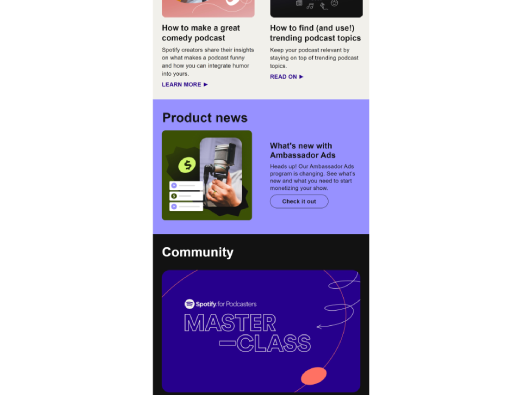 How to make a great
comedy podcast
Spotify creators share their insights
on what makes a podcast funny
and how you can integrate humor
into yours.
LEARN MORE ►
How to find (and use!)
trending podcast topics
Keep your podcast relevant by
staying on top of trending podcast
topics.
READ ON ►
Product news
$
What's new with
Ambassador Ads
Heads up! Our Ambassador Ads
program is changing. See what's
new and what you need to start
monetizing your show.
Check it out
Community
Spotify for Podcasters
MASTER
—CLASS